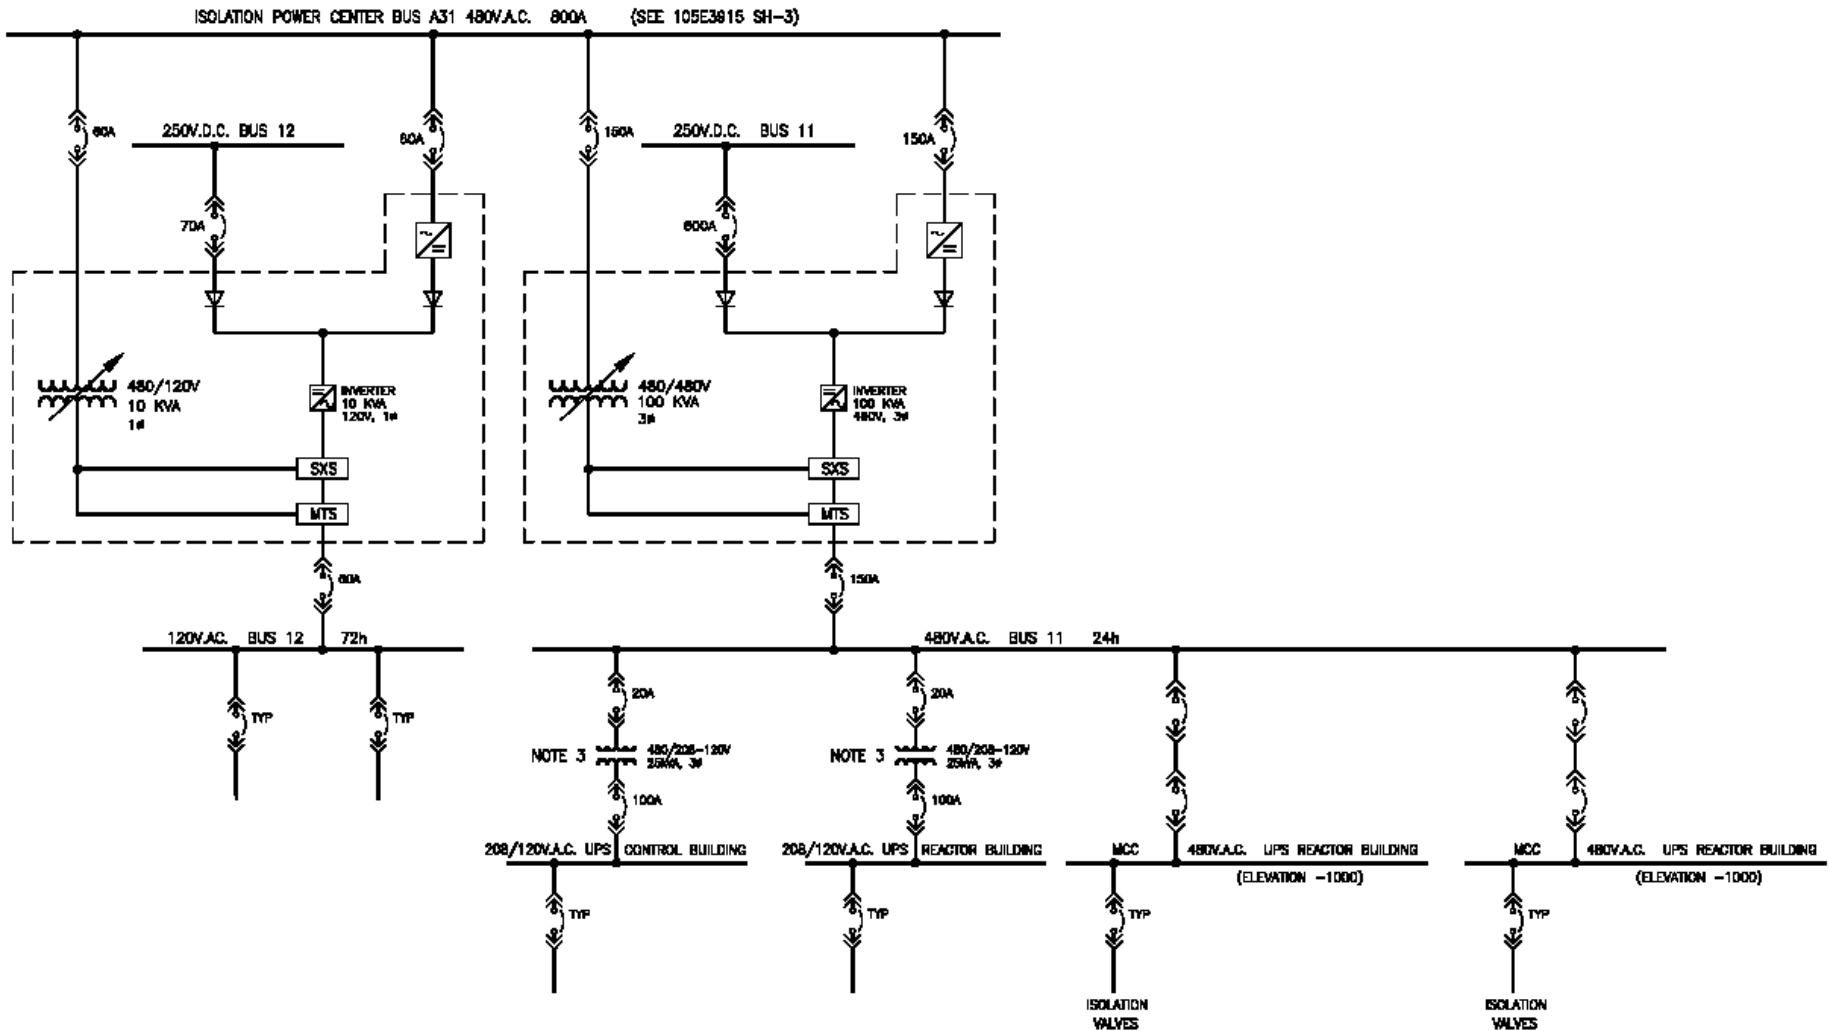 ISOLATION POWER CENTER BUS A31 480V.A.C. 800A (SEE 105E3915 SH-3)
60A
250V.D.C. BUS 12
60A
150A
250V.D.C. BUS 11
150A
70A
600A
480/120V
10 KVA
1ø
INVERTER
10 KVA
120V, 1ø
480/480V
100 KVA
3ø
INVERTER
100 KVA
480V, 3ø
SXS
SXS
MTS
MTS
60A
150A
120V.AC. BUS 12 72h
480V.A.C. BUS 11 24h
TYP
TYP
20A
20A
NOTE 3
480/208-120V
25kVA, 3ø
NOTE 3
480/208-120V
25kVA, 3ø
100A
100A
208/120V.A.C. UPS CONTROL BUILDING
208/120V.A.C. UPS REACTOR BUILDING
MCC 480V.A.C. UPS REACTOR BUILDING
(ELEVATION -1000)
MCC 480V.A.C. UPS REACTOR BUILDING
(ELEVATION -1000)
TYP
TYP
TYP
TYP
ISOLATION
VALVES
ISOLATION
VALVES